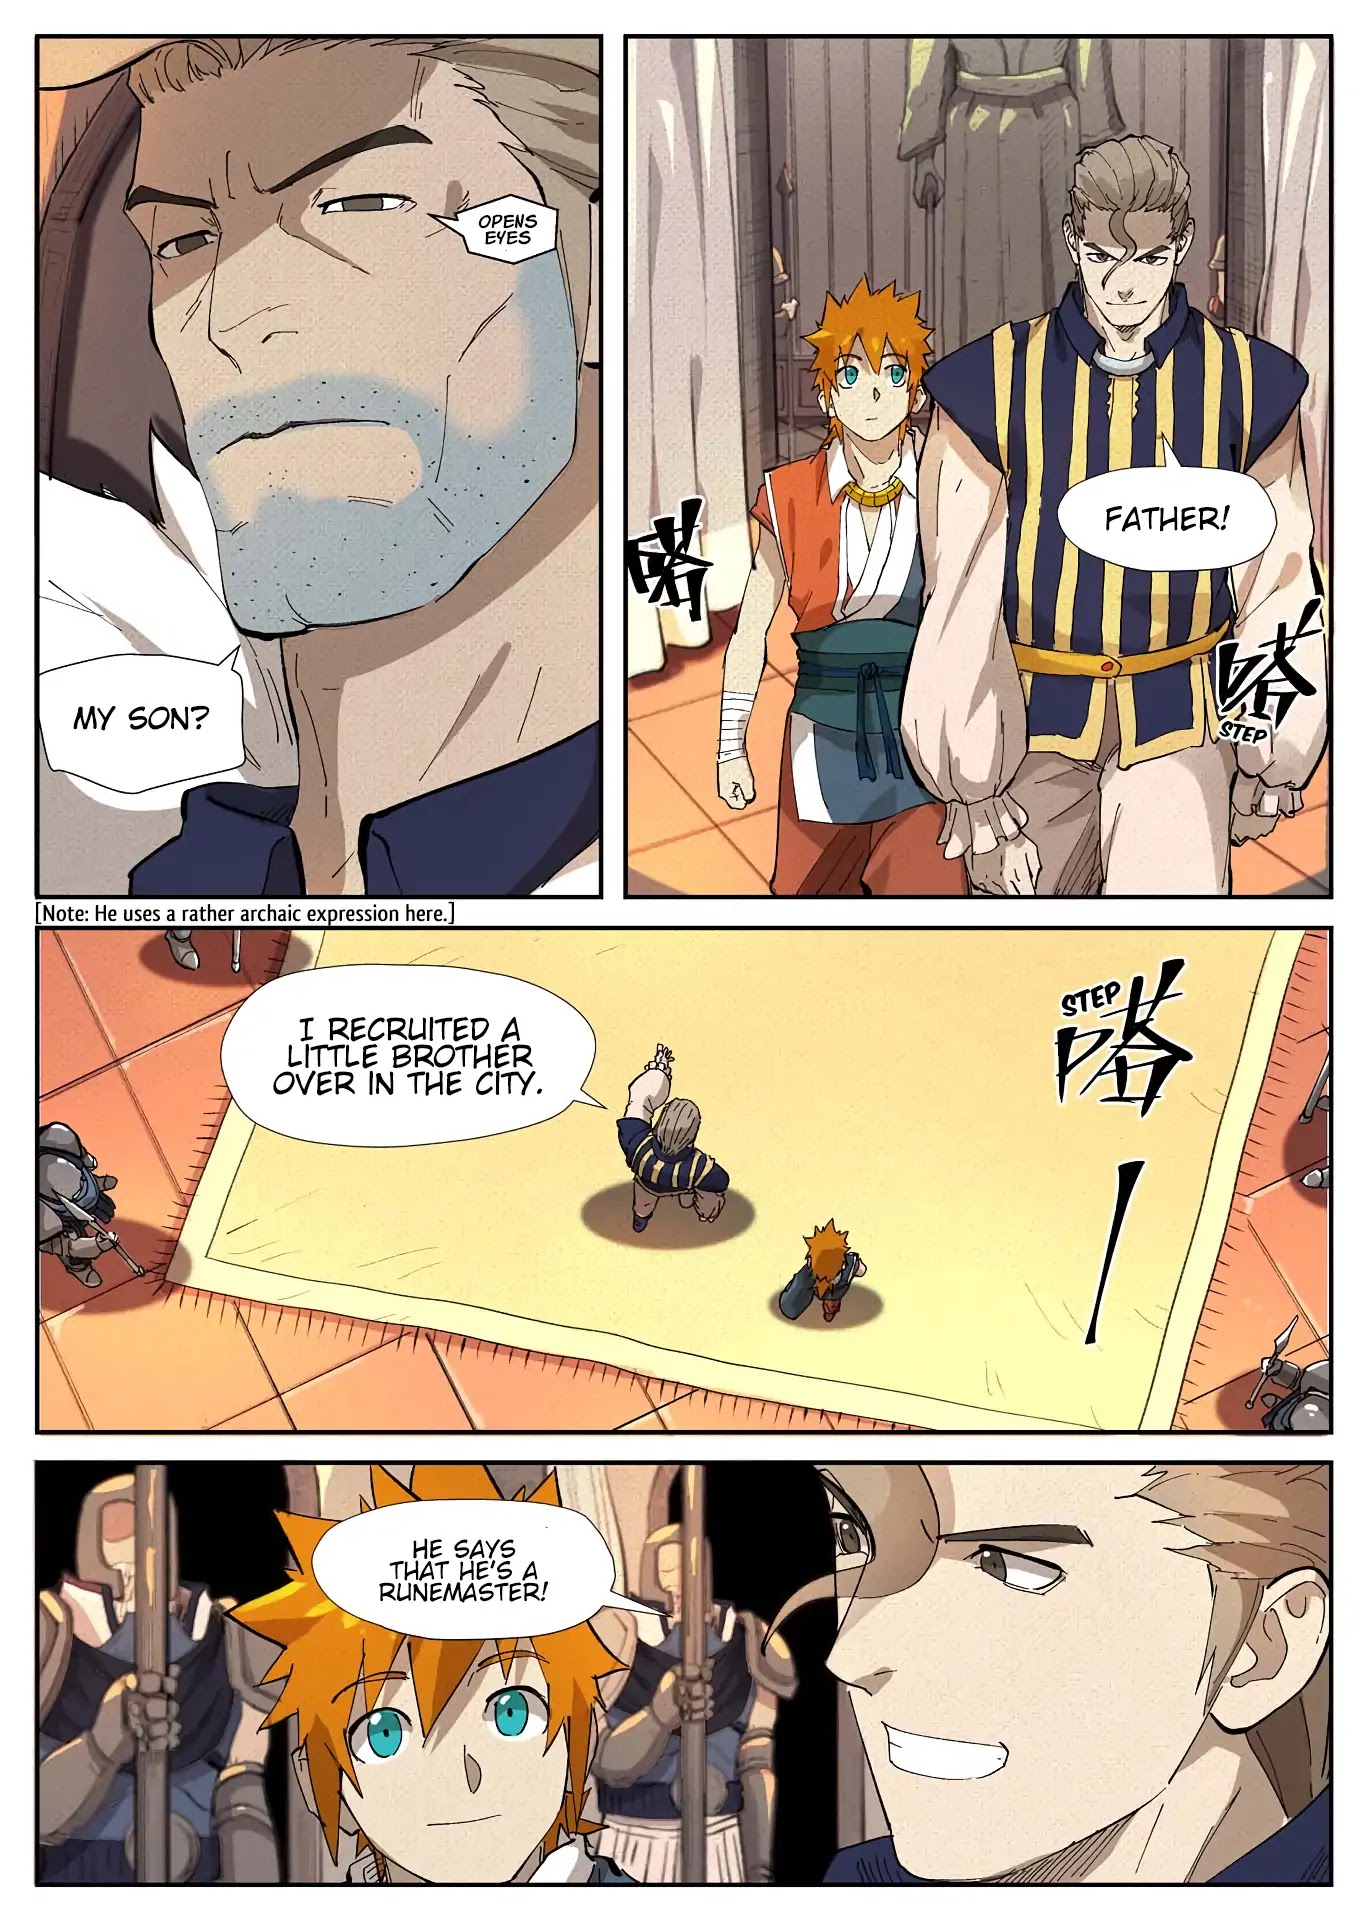 OPENS
EYES
MY SON?
FATHER!
嗒
嗒
STEP
[Note: He uses a rather archaic expression here.]
I RECRUITED A
LITTLE BROTHER
OVER IN THE CITY.
STEP
嗒
HE SAYS
THAT HE'S A
RUNEMASTER!